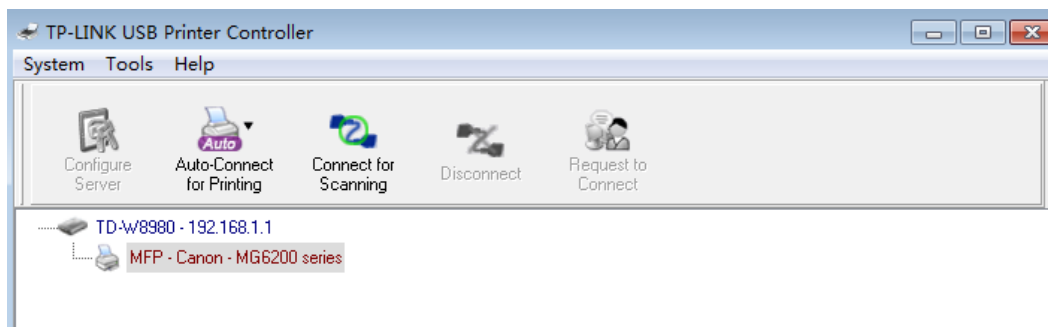 TP-LINK USB Printer Controller
System Tools Help
Auto
Configure Server
Auto-Connect for Printing
Connect for Scanning
Disconnect
Request to Connect
TD-W8980 - 192.168.1.1
MFP - Canon - MG6200 series